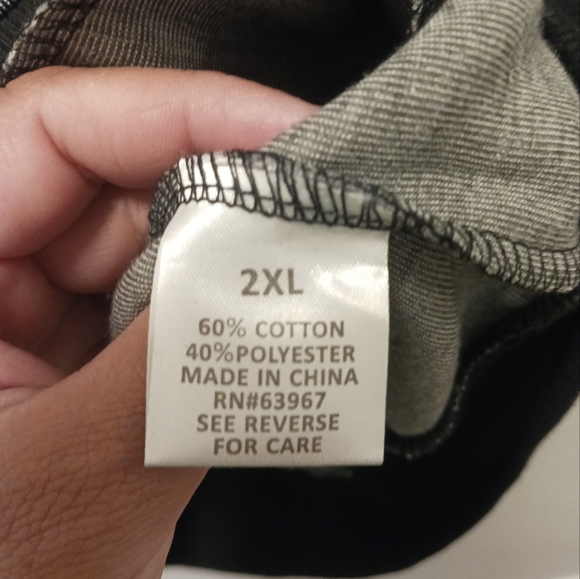 2XL
60% COTTON
40%POLYESTER
MADE IN CHINA
RN#63967
SEE REVERSE
FOR CARE